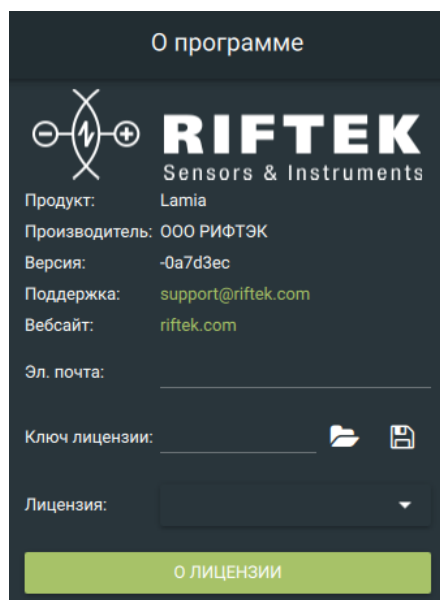 О программе
RIFTEK
Sensors & Instruments
Продукт: Lamia
Производитель: ООО РИФТЭК
Версия: -0a7d3ec
Поддержка: support@riftek.com
Вебсайт: riftek.com
Эл. почта:
Ключ лицензии:
Лицензия:
О ЛИЦЕНЗИИ